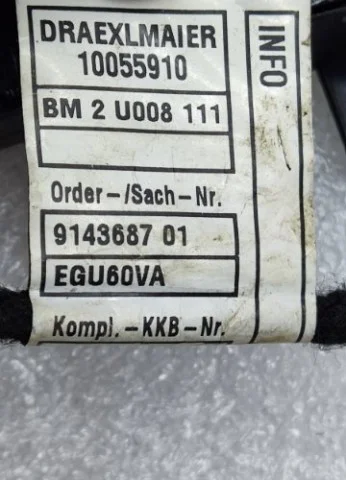 DRAEXLMAIER
10055910
BM 2 U008 111
Order-/Sach-Nr.
9143687 01
EGU60VA
Kompl.-KKB-Nr.
INFO